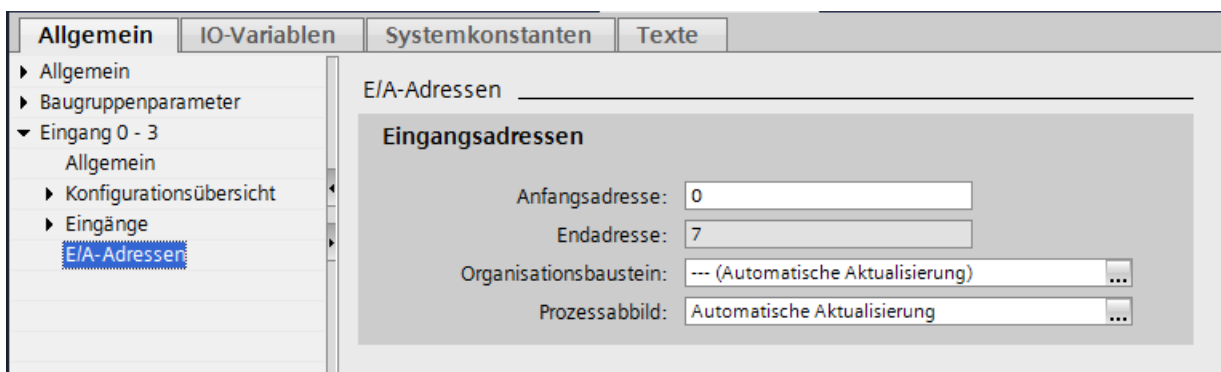 Allgemein IO-Variablen Systemkonstanten Texte
Allgemein
Baugruppenparameter
Eingang 0 - 3
Allgemein
Konfigurationsübersicht
Eingänge
E/A-Adressen
E/A-Adressen
Eingangsadressen
Anfangsadresse: 0
Endadresse: 7
Organisationsbaustein: --- (Automatische Aktualisierung) ...
Prozessabbild: Automatische Aktualisierung ...